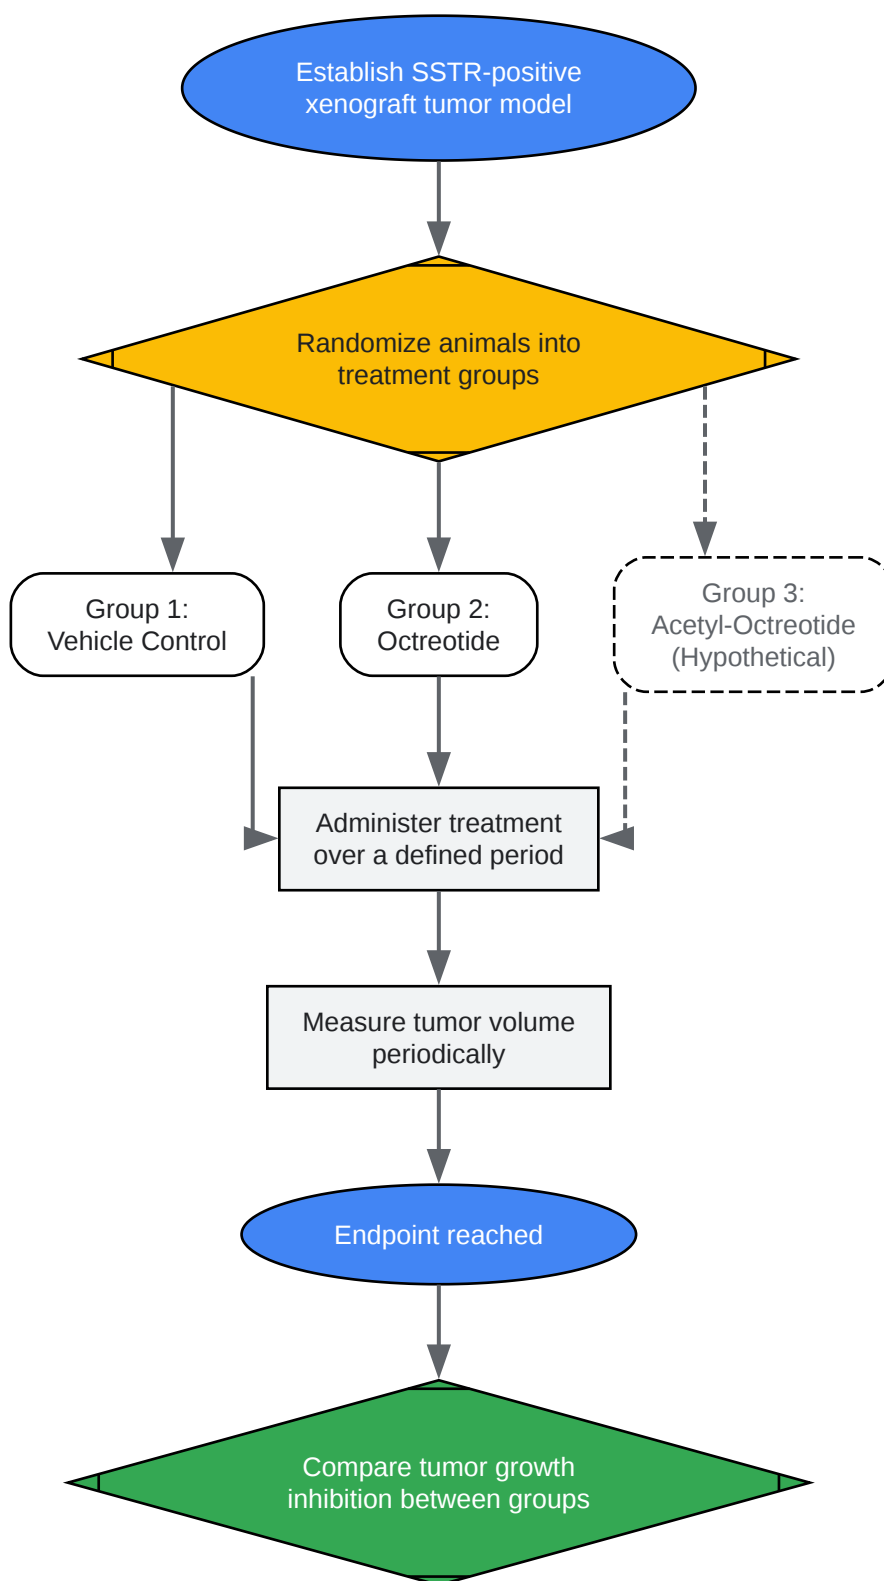 Establish SSTR-positive
xenograft tumor model
Randomize animals into
treatment groups
Group 1:
Vehicle Control
Group 2:
Octreotide
Group 3:
Acetyl-Octreotide
(Hypothetical)
Administer treatment
over a defined period
Measure tumor volume
periodically
Endpoint reached
Compare tumor growth
inhibition between groups